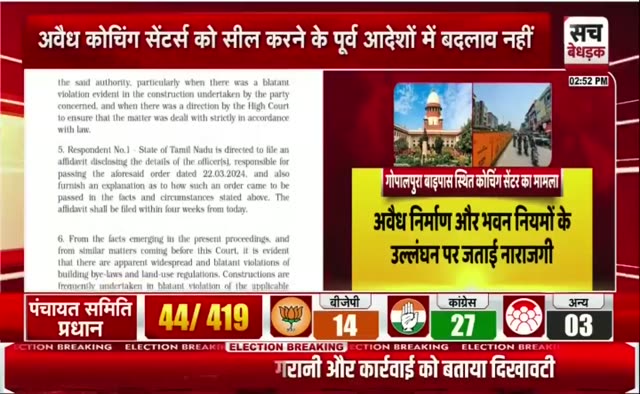 अवैध कोचिंग सेंटर्स को सील करने के पूर्व आदेशों में बदलाव नहीं
सच
बेधड़क
02:52 PM
the said authority, particularly when there was a blatant
violation evident in the construction undertaken by the party
concerned, and when there was a direction by the High Court
to ensure that the matter was dealt with strictly in accordance
with law.
5. Respondent No.1 - State of Tamil Nadu is directed to file an
affidavit disclosing the details of the officer(s), responsible for
passing the aforesaid order dated 22.03.2024, and also
furnish an explanation as to how such an order came to be
passed in the facts and circumstances stated above. The
affidavit shall be filed within four weeks from today.
6. From the facts emerging in the present proceedings, and
from similar matters coming before this Court, it is evident
that there are apparent widespread and blatant violations of
building bye-laws and land-use regulations. Constructions are
frequently undertaken in blatant violation of the applicable
गोपालपुरा बाइपास स्थित कोचिंग सेंटर का मामला
अवैध निर्माण और भवन नियमों के
उल्लंघन पर जताई नाराजगी
पंचायत समिति
प्रधान
44/419
बीजेपी
14
कांग्रेस
27
अन्य
03
ECTION BREAKING ELECTION BREAKING ELECTION BREAKING ELECTION BREAKING ELECTION BREAKING
गरानी और कार्रवाई को बताया दिखावटी